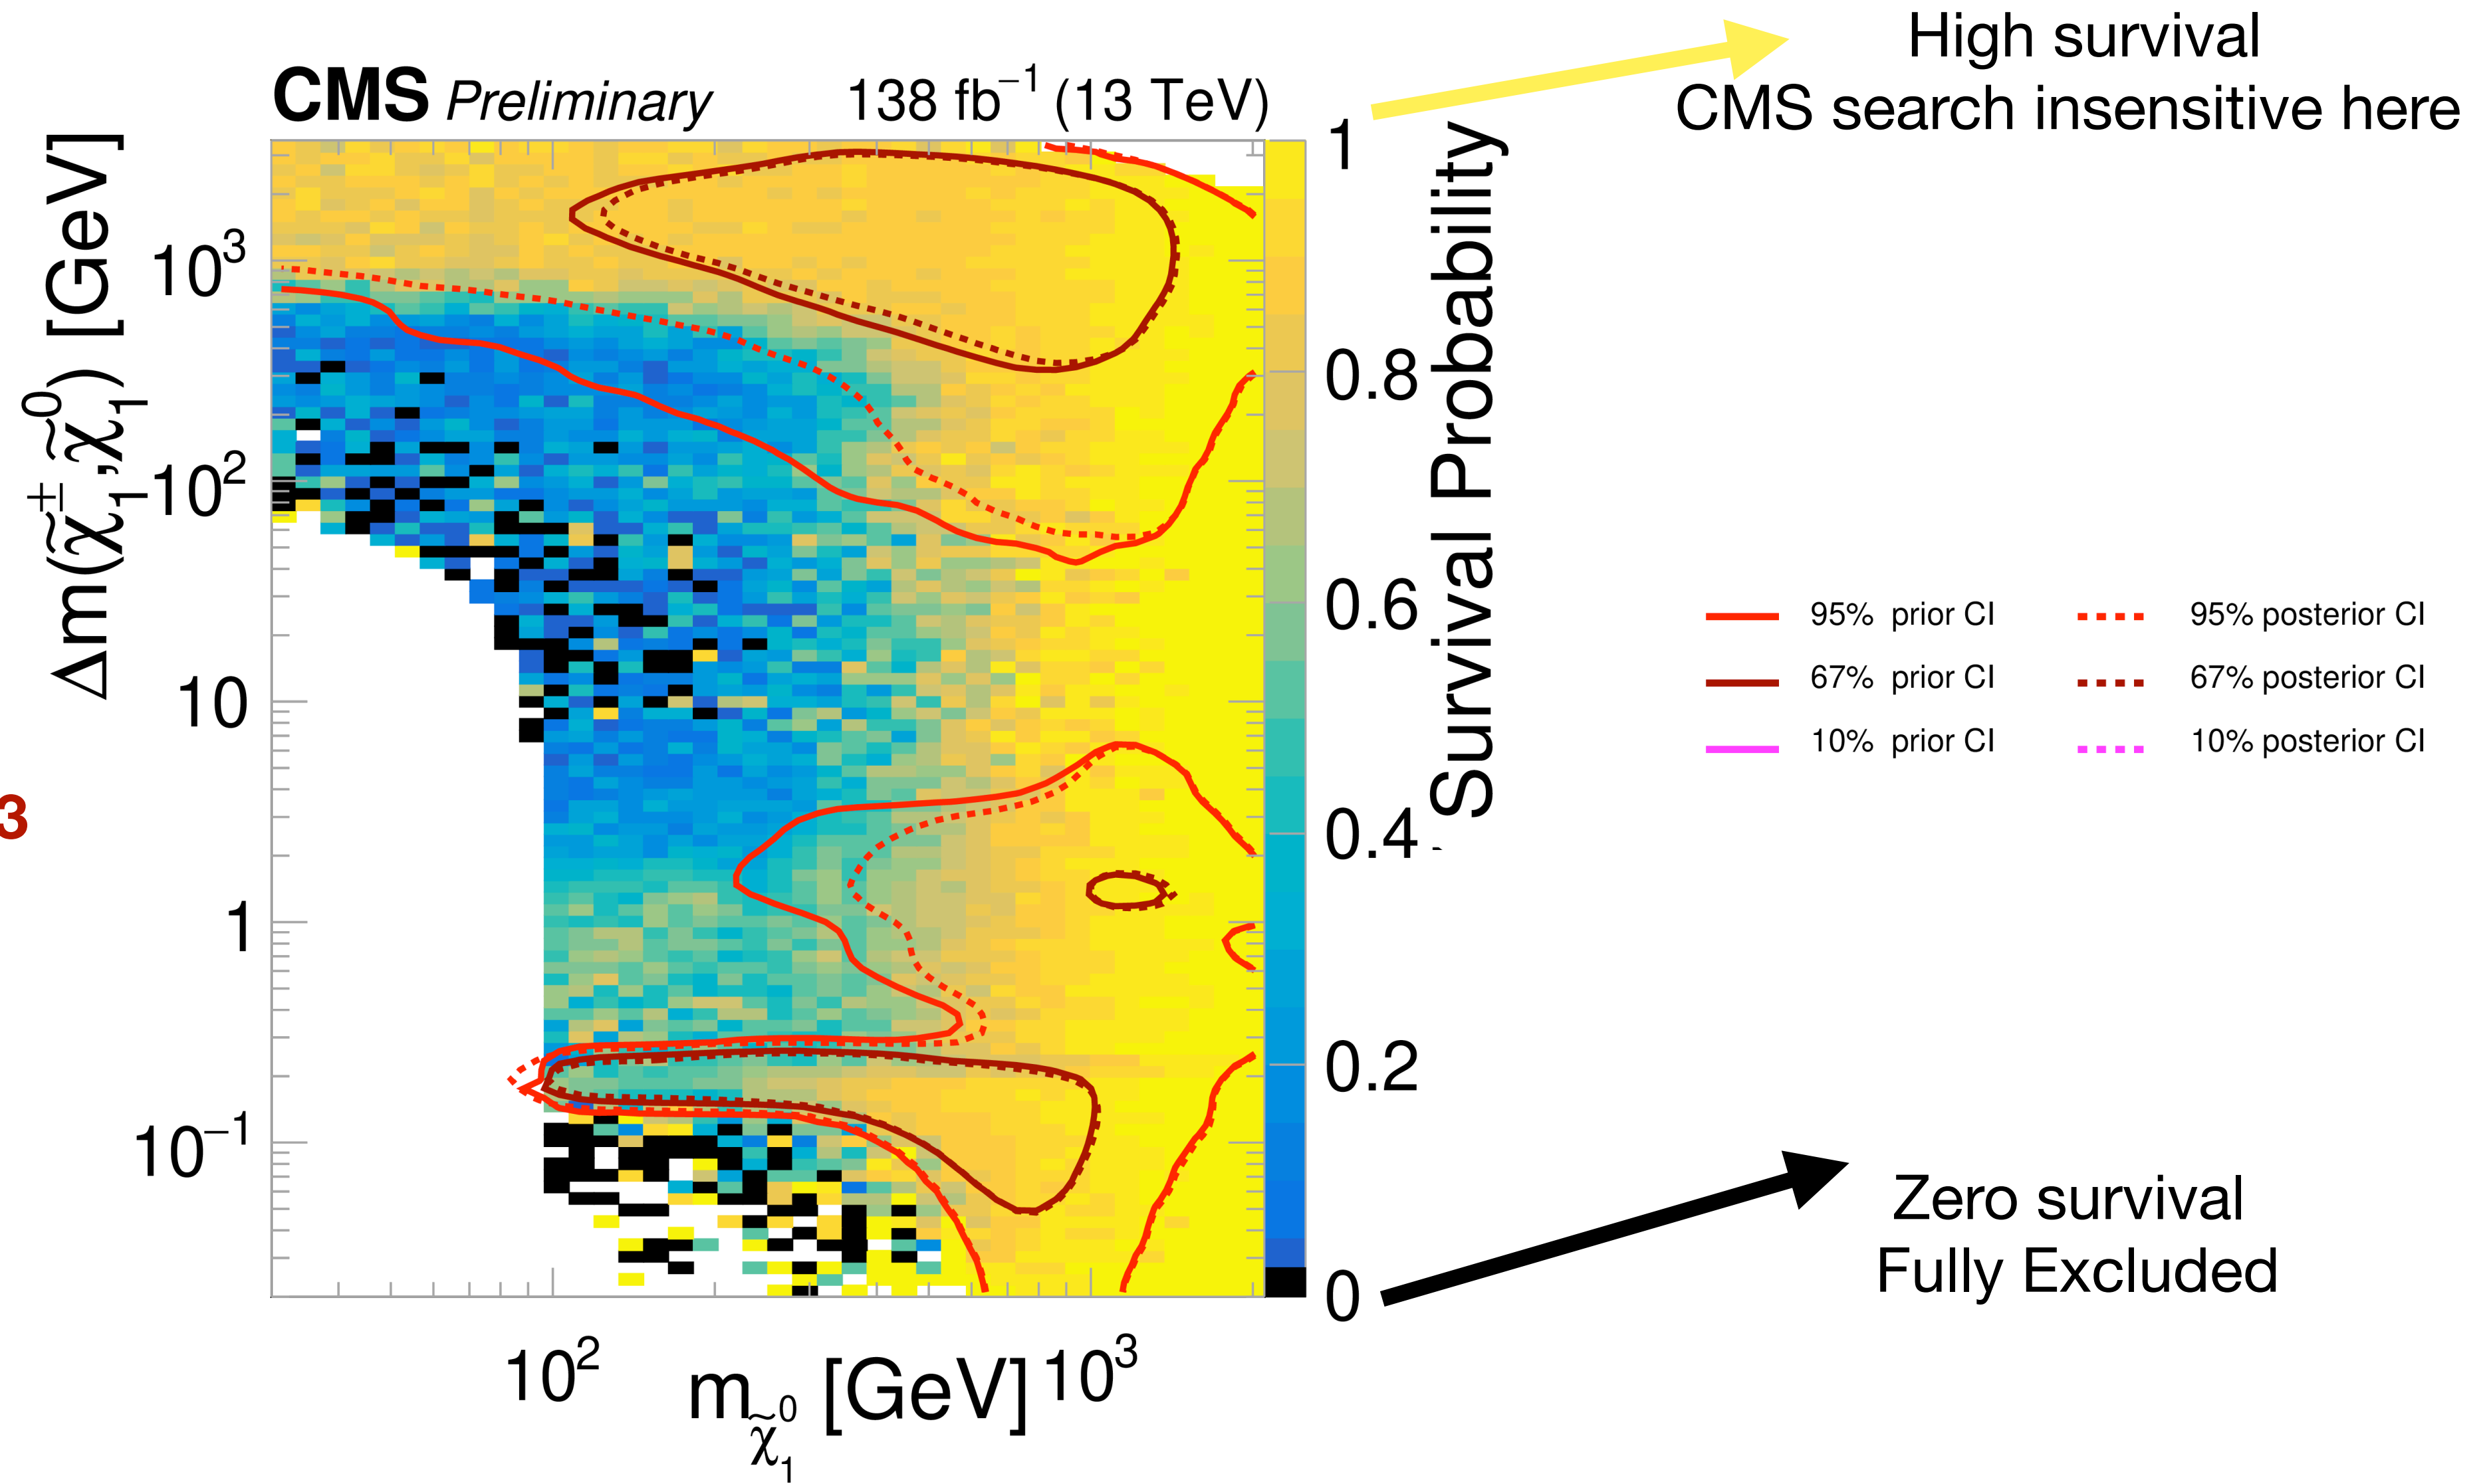 High survival
CMS search insensitive here
CMS Preliminary 138 fb⁻¹ (13 TeV)
Δm(χ̃₁±, χ̃₁⁰) [GeV]
10³
10²
10
1
10⁻¹
3
1
0.8
0.6
0.4
0.2
0
Survival Probability
95% prior CI 95% posterior CI
67% prior CI 67% posterior CI
10% prior CI 10% posterior CI
Zero survival
Fully Excluded
10² 10³
m χ̃₁⁰ [GeV]